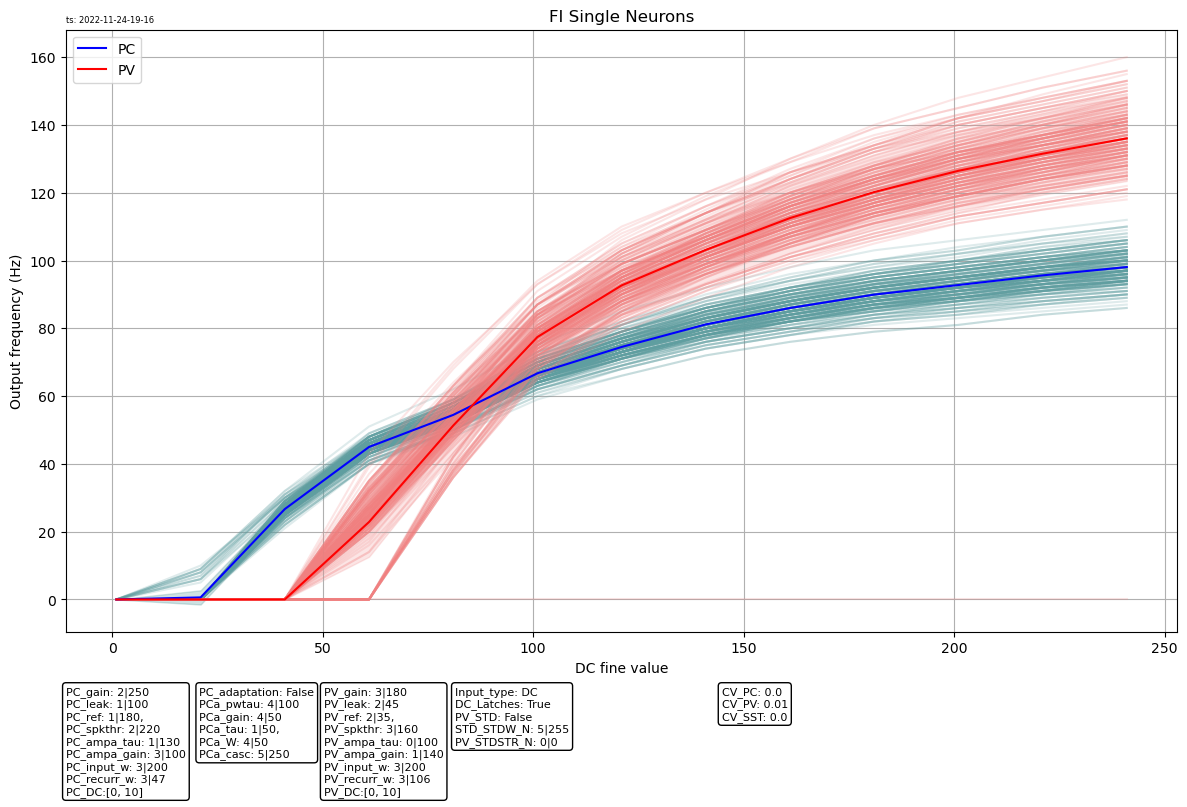 ts: 2022-11-24-19-16
FI Single Neurons
PC
PV
Output frequency (Hz)
160
140
120
100
80
60
40
20
0
0
50
100
150
200
250
DC fine value
PC_gain: 2|250
PC_leak: 1|100
PC_ref: 1|180,
PC_spkthr: 2|220
PC_ampa_tau: 1|130
PC_ampa_gain: 3|100
PC_input_w: 3|200
PC_recurr_w: 3|47
PC_DC:[0, 10]
PC_adaptation: False
PCa_pwtau: 4|100
PCa_gain: 4|50
PCa_tau: 1|50,
PCa_W: 4|50
PCa_casc: 5|250
PV_gain: 3|180
PV_leak: 2|45
PV_ref: 2|35,
PV_spkthr: 3|160
PV_ampa_tau: 0|100
PV_ampa_gain: 1|140
PV_input_w: 3|200
PV_recurr_w: 3|106
PV_DC:[0, 10]
Input_type: DC
DC_Latches: True
PV_STD: False
STD_STDW_N: 5|255
PV_STDSTR_N: 0|0
CV_PC: 0.0
CV_PV: 0.01
CV_SST: 0.0